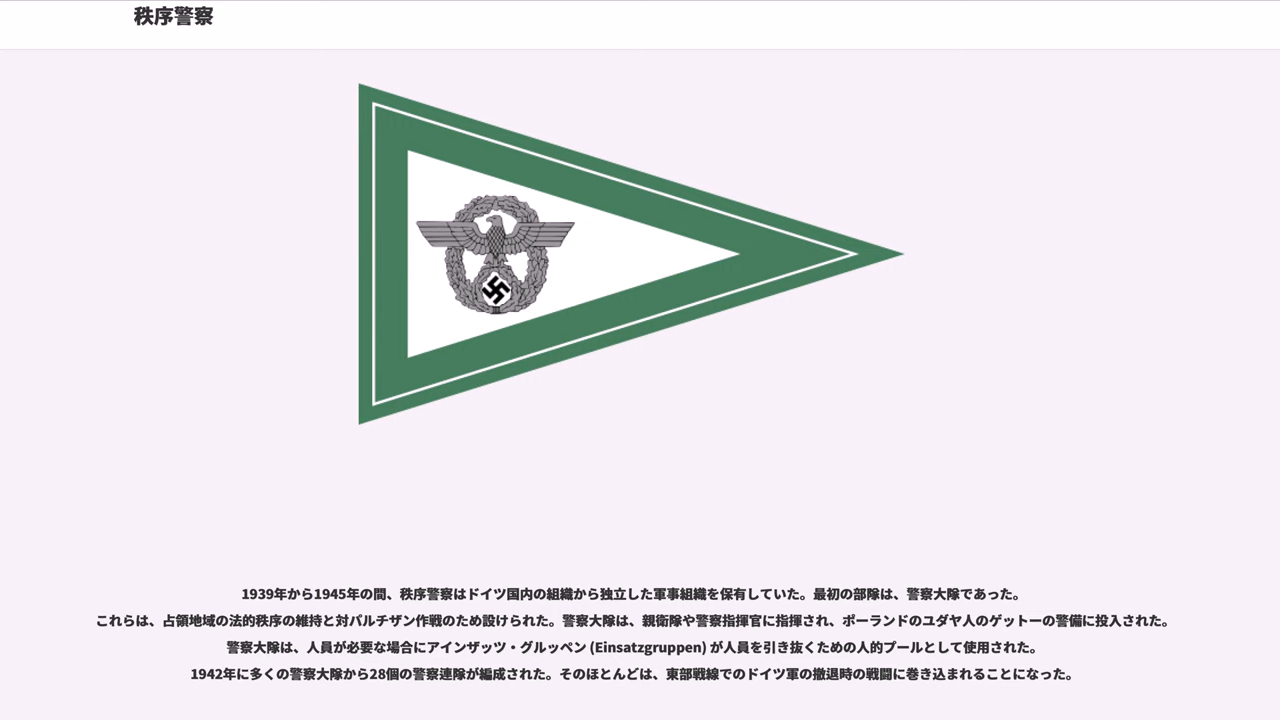 秩序警察
1939年から1945年の間、秩序警察はドイツ国内の組織から独立した軍事組織を保有していた。最初の部隊は、警察大隊であった。
これらは、占領地域の法的秩序の維持と対パルチザン作戦のため設けられた。警察大隊は、親衛隊や警察指揮官に指揮され、ポーランドのユダヤ人のゲットーの警備に投入された。
警察大隊は、人員が必要な場合にアインザッツ・グルッペン (Einsatzgruppen) が人員を引き抜くための人的プールとして使用された。
1942年に多くの警察大隊から28個の警察連隊が編成された。そのほとんどは、東部戦線でのドイツ軍の撤退時の戦闘に巻き込まれることになった。